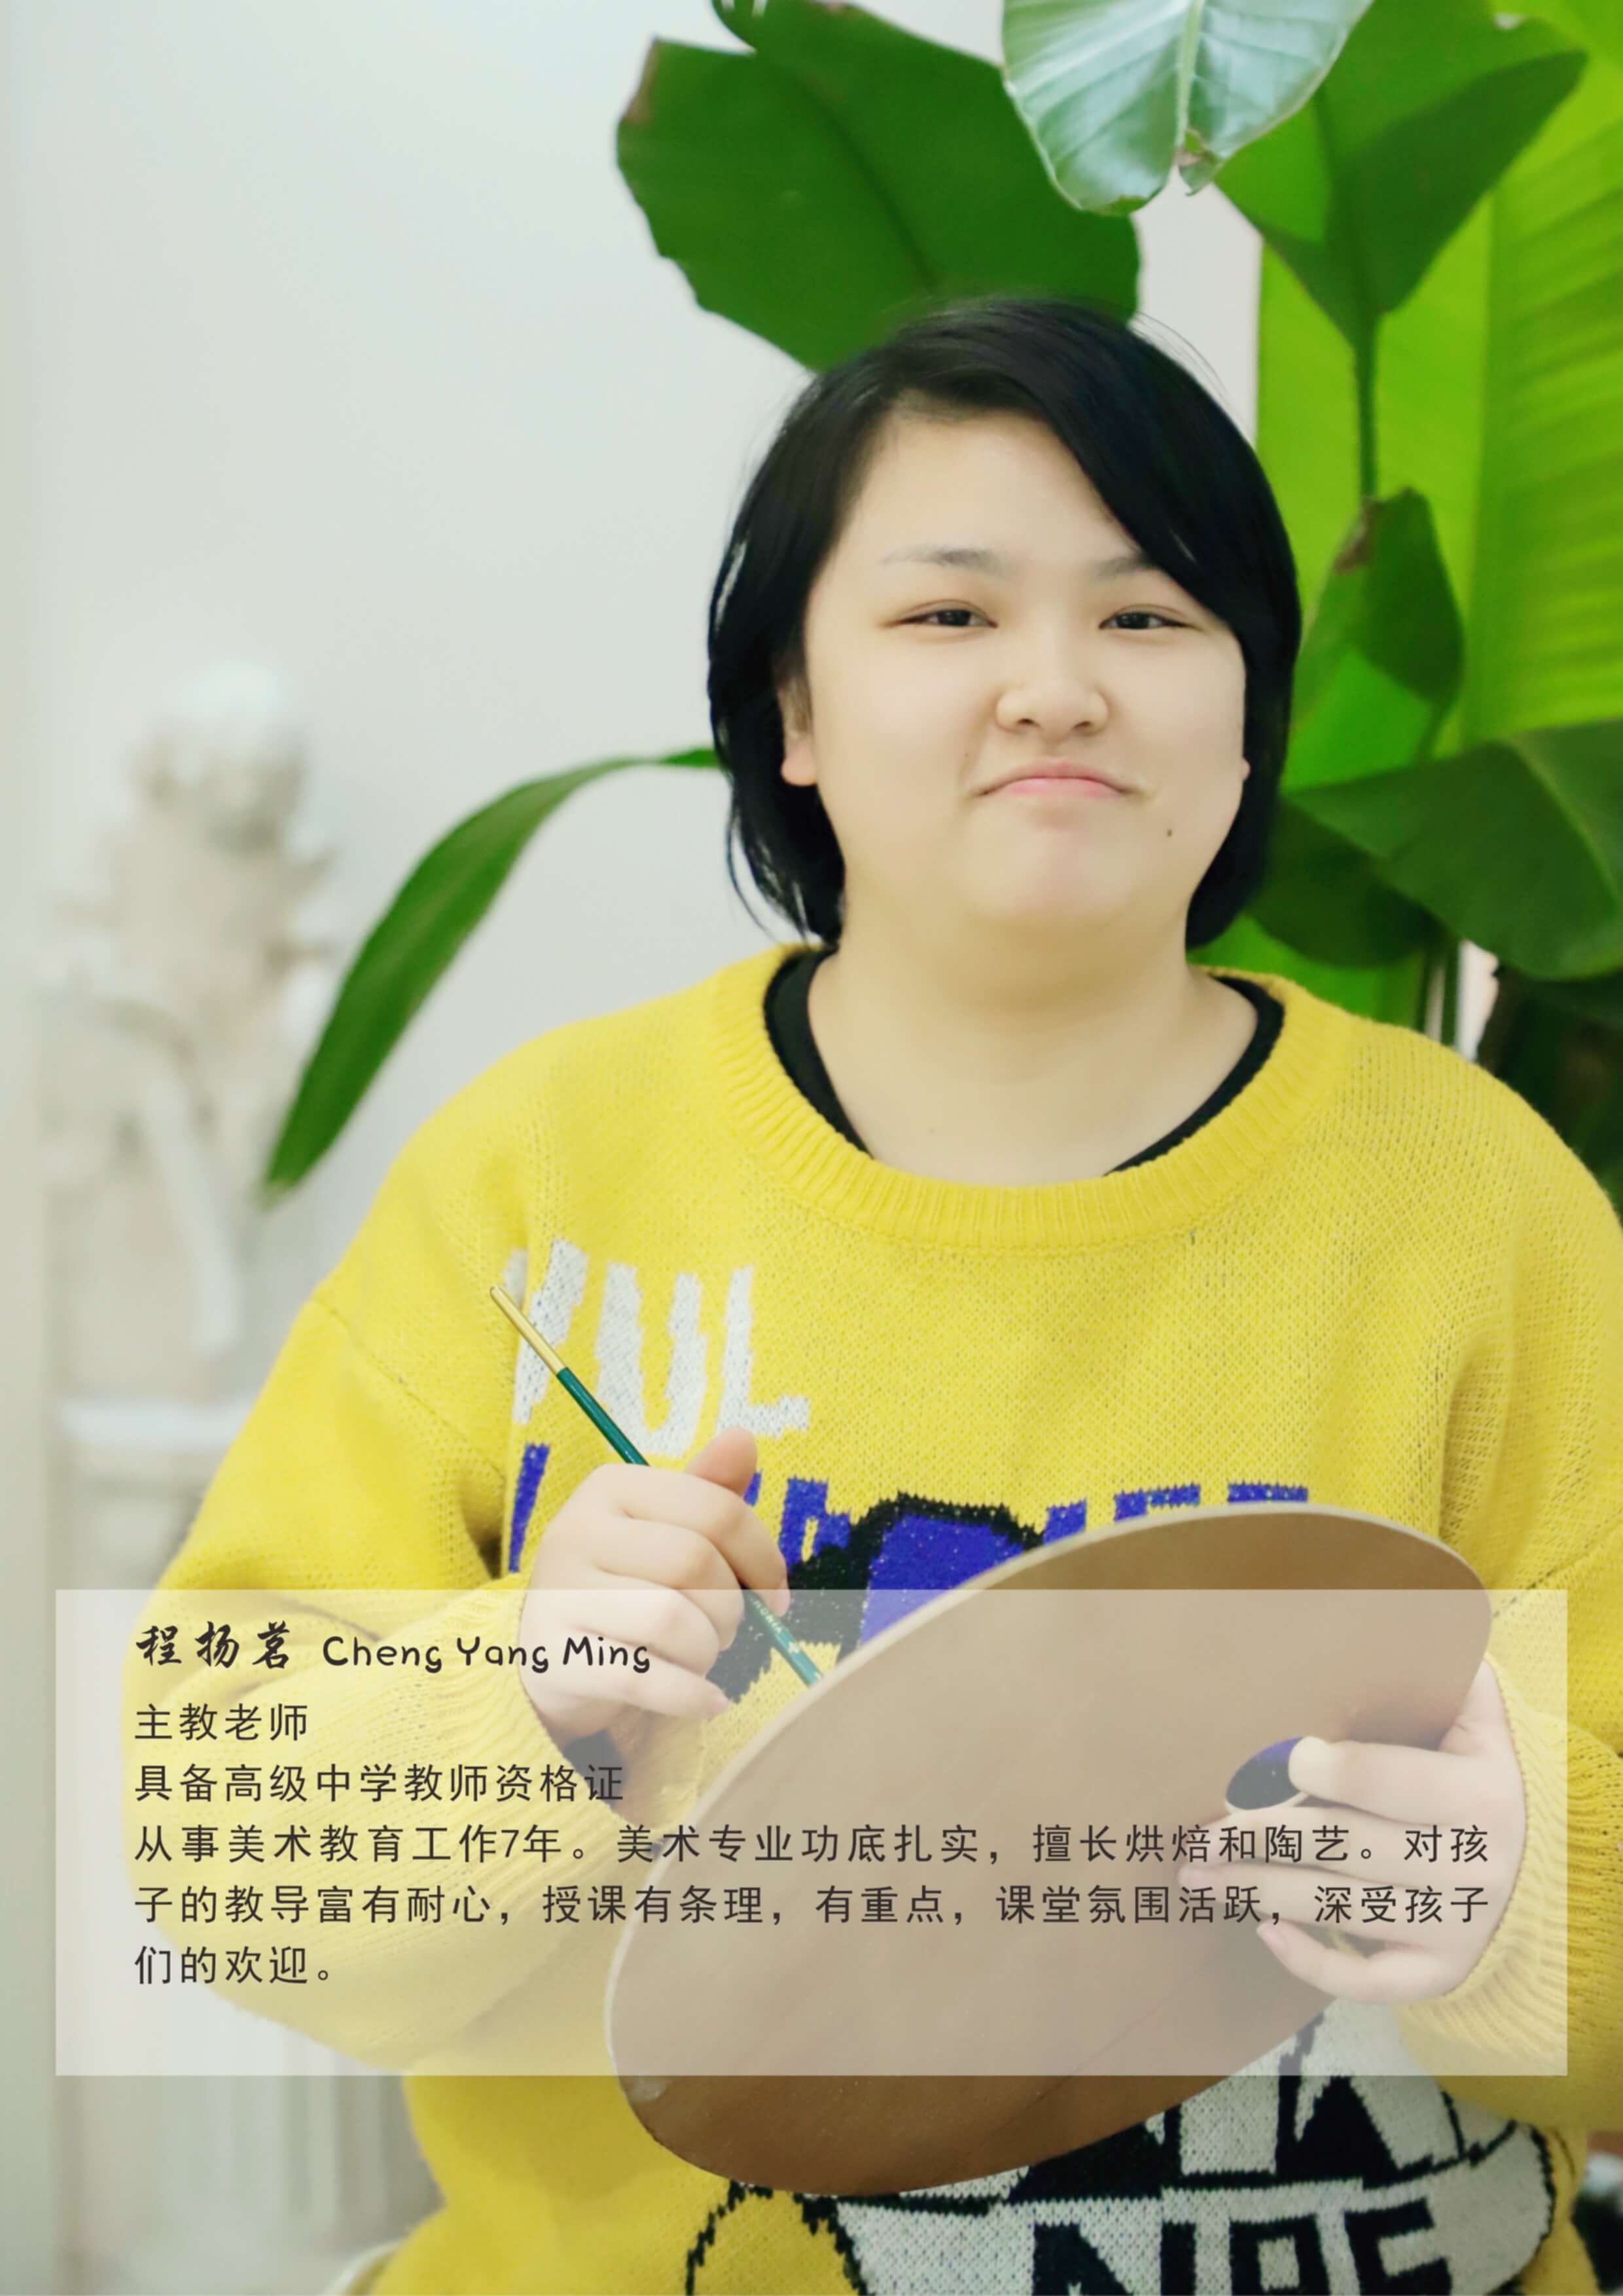 YUL
程扬茗 Cheng Yang Ming
主教老师
具备高级中学教师资格证
从事美术教育工作7年。美术专业功底扎实，擅长烘焙和陶艺。对孩
子的教导富有耐心，授课有条理，有重点，课堂氛围活跃，深受孩子
们的欢迎。